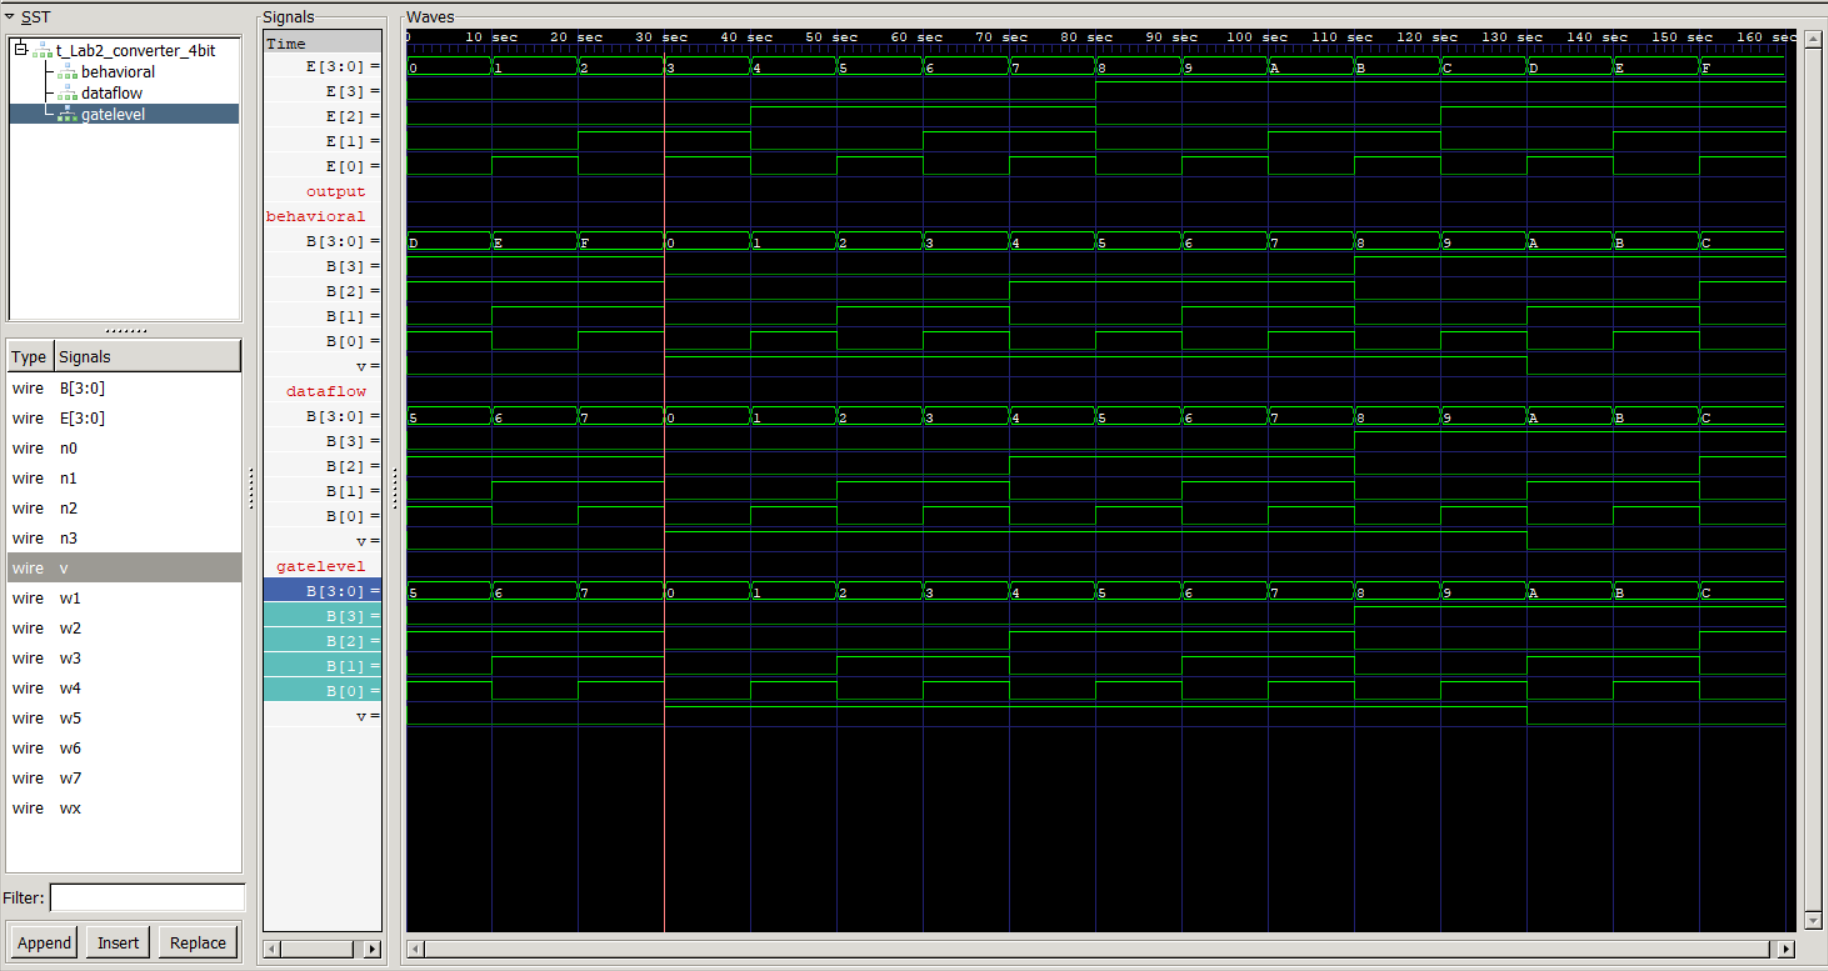 SST
t_Lab2_converter_4bit
behavioral
dataflow
gatelevel
Type Signals
wire B[3:0]
wire E[3:0]
wire n0
wire n1
wire n2
wire n3
wire v
wire w1
wire w2
wire w3
wire w4
wire w5
wire w6
wire w7
wire wx
Filter:
Append Insert Replace
Signals
Time
E[3:0] =
E[3] =
E[2] =
E[1] =
E[0] =
output
behavioral
B[3:0] =
B[3] =
B[2] =
B[1] =
B[0] =
v =
dataflow
B[3:0] =
B[3] =
B[2] =
B[1] =
B[0] =
v =
gatelevel
B[3:0] =
B[3] =
B[2] =
B[1] =
B[0] =
v =
Waves
0 10 sec 20 sec 30 sec 40 sec 50 sec 60 sec 70 sec 80 sec 90 sec 100 sec 110 sec 120 sec 130 sec 140 sec 150 sec 160 sec
0 1 2 3 4 5 6 7 8 9 A B C D E F
D E F 0 1 2 3 4 5 6 7 8 9 A B C
5 6 7 0 1 2 3 4 5 6 7 8 9 A B C
5 6 7 0 1 2 3 4 5 6 7 8 9 A B C